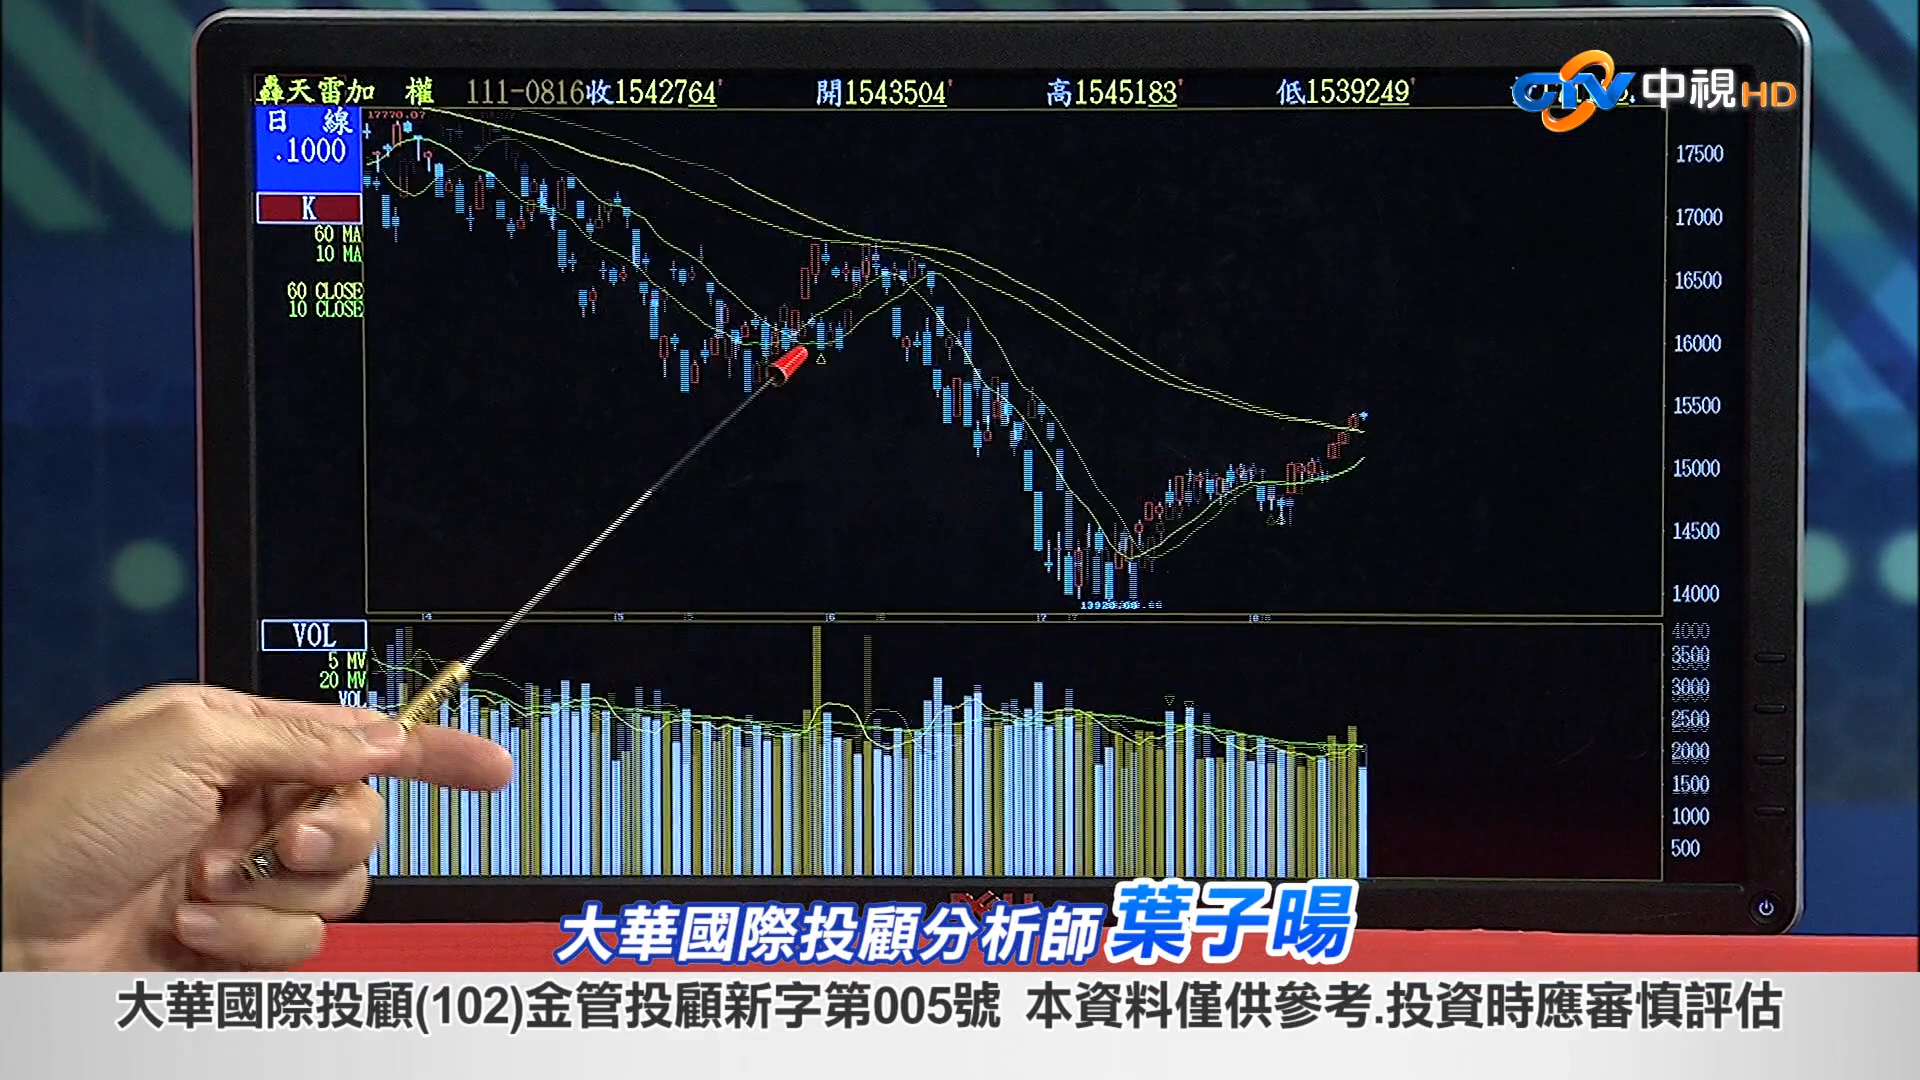 轟天雷加 權 111-0816收1542764 開1543504 高1545183 低1539249
CTV中視HD
日 線
.1000
K
60 MA
10 MA
60 CLOSE
10 CLOSE
17770.07
17500
17000
16500
16000
15500
15000
14500
14000
VOL
5 MV
20 MV
VOL
4000
3500
3000
2500
2000
1500
1000
500
大華國際投顧分析師 葉子暘
大華國際投顧(102)金管投顧新字第005號 本資料僅供參考.投資時應審慎評估